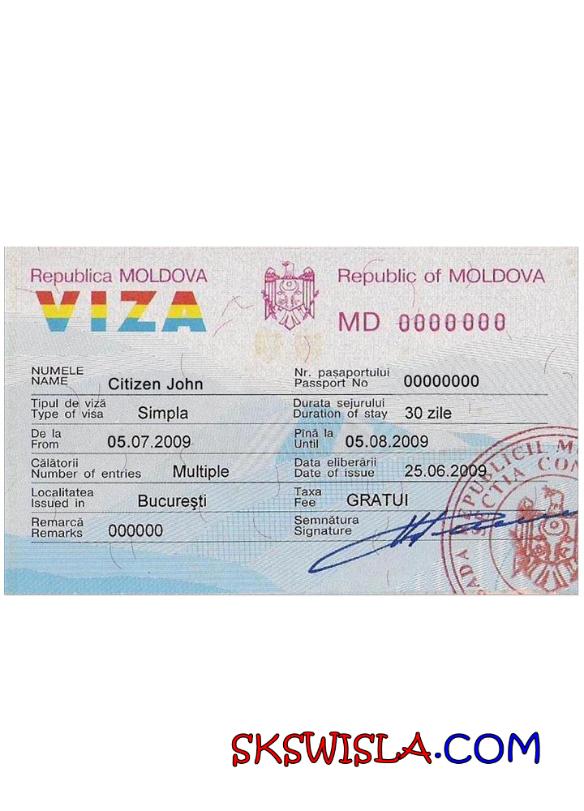 Republica MOLDOVA
Republic of MOLDOVA
VIZA
MD 0000000
NUMELE
NAME Citizen John
Nr. paşaportului
Passport No 00000000
Tipul de viză
Type of visa Simpla
Durata sejurului
Duration of stay 30 zile
De la
From 05.07.2009
Pînă la
Until 05.08.2009
Călătorii
Number of entries Multiple
Data eliberării
Date of issue 25.06.2009
Localitatea
Issued in Bucureşti
Taxa
Fee GRATUI
Remarcă
Remarks 000000
Semnătura
Signature
REPUBLICII M
SECŢIA CON
SKSWISLA.COM